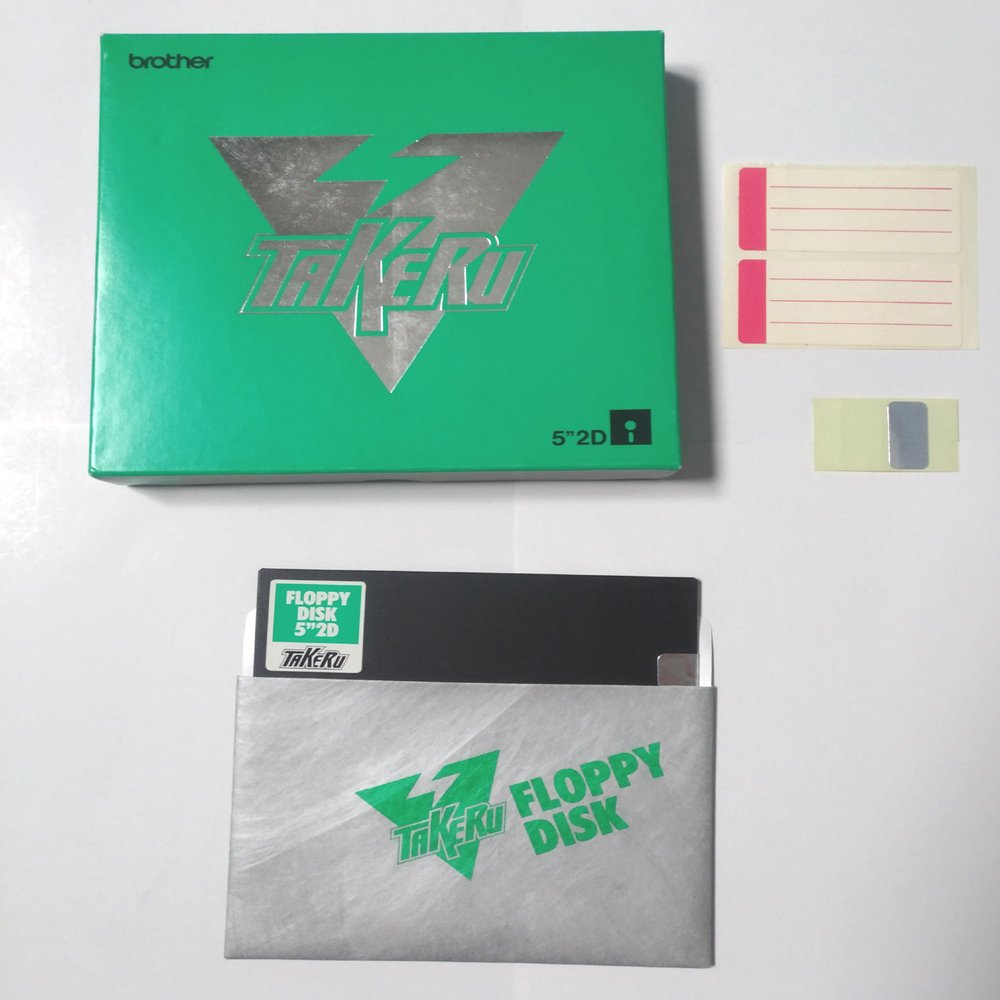 brother
TAKERU
5”2D
FLOPPY
DISK
5”2D
TAKERU
TAKERU
FLOPPY
DISK